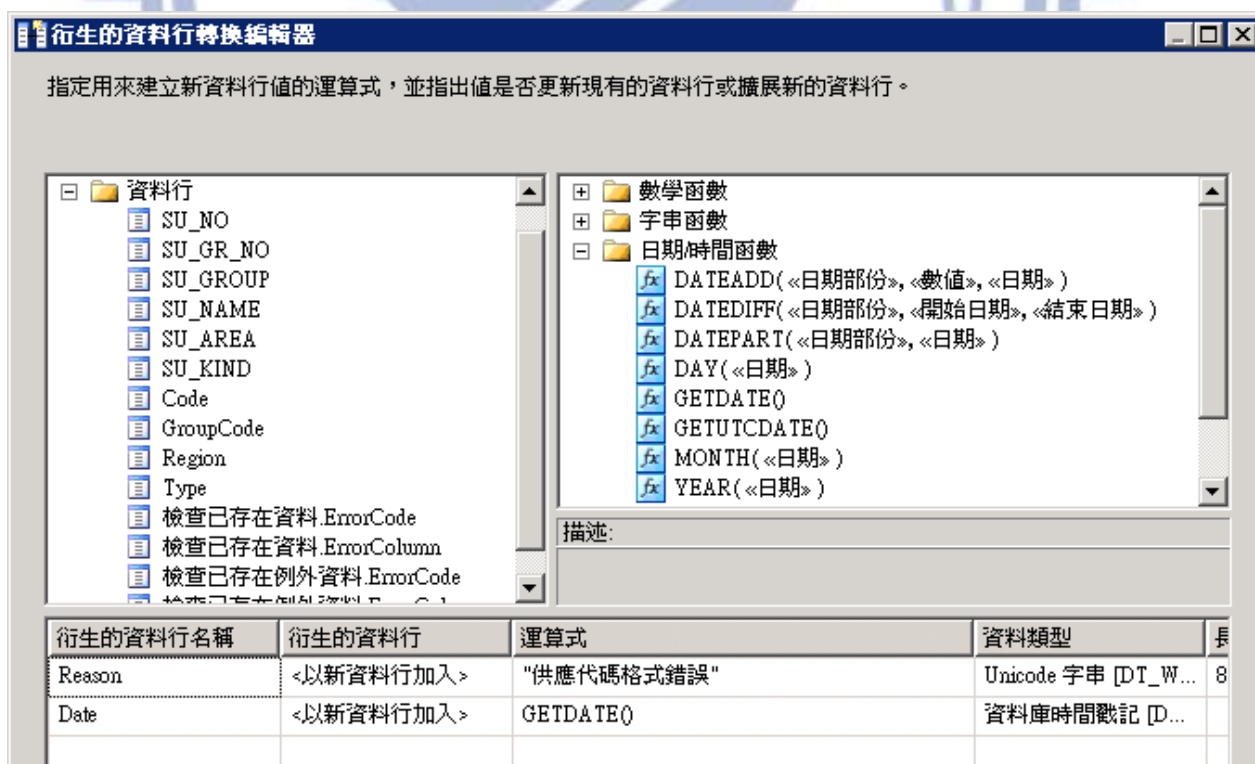 衍生的資料行轉換編輯器
指定用來建立新資料行值的運算式，並指出值是否更新現有的資料行或擴展新的資料行。
資料行
SU_NO
SU_GR_NO
SU_GROUP
SU_NAME
SU_AREA
SU_KIND
Code
GroupCode
Region
Type
檢查已存在資料.ErrorCode
檢查已存在資料.ErrorColumn
檢查已存在例外資料.ErrorCode
數學函數
字串函數
日期/時間函數
DATEADD( «日期部份», «數值», «日期» )
DATEDIFF( «日期部份», «開始日期», «結束日期» )
DATEPART( «日期部份», «日期» )
DAY( «日期» )
GETDATE()
GETUTCDATE()
MONTH( «日期» )
YEAR( «日期» )
描述:
衍生的資料行名稱 衍生的資料行 運算式 資料類型 長
Reason <以新資料行加入> "供應代碼格式錯誤" Unicode 字串 [DT_W... 8
Date <以新資料行加入> GETDATE() 資料庫時間戳記 [D...